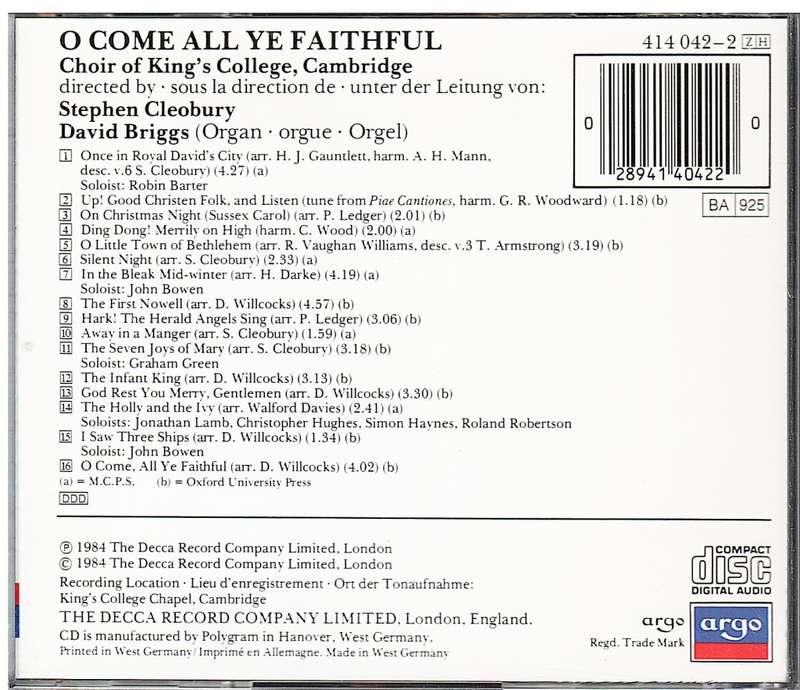 O COME ALL YE FAITHFUL
414 042-2 ZH
Choir of King's College, Cambridge
directed by · sous la direction de · unter der Leitung von:
Stephen Cleobury
David Briggs (Organ · orgue · Orgel)
0 28941 40422 0
BA 925
1 Once in Royal David's City (arr. H. J. Gauntlett, harm. A. H. Mann,
desc. v.6 S. Cleobury) (4.27) (a)
Soloist: Robin Barter
2 Up! Good Christen Folk, and Listen (tune from Piae Cantiones, harm. G. R. Woodward) (1.18) (b)
3 On Christmas Night (Sussex Carol) (arr. P. Ledger) (2.01) (b)
4 Ding Dong! Merrily on High (harm. C. Wood) (2.00) (a)
5 O Little Town of Bethlehem (arr. R. Vaughan Williams, desc. v.3 T. Armstrong) (3.19) (b)
6 Silent Night (arr. S. Cleobury) (2.33) (a)
7 In the Bleak Mid-winter (arr. H. Darke) (4.19) (a)
Soloist: John Bowen
8 The First Nowell (arr. D. Willcocks) (4.57) (b)
9 Hark! The Herald Angels Sing (arr. P. Ledger) (3.06) (b)
10 Away in a Manger (arr. S. Cleobury) (1.59) (a)
11 The Seven Joys of Mary (arr. S. Cleobury) (3.18) (b)
Soloist: Graham Green
12 The Infant King (arr. D. Willcocks) (3.13) (b)
13 God Rest You Merry, Gentlemen (arr. D. Willcocks) (3.30) (b)
14 The Holly and the Ivy (arr. Walford Davies) (2.41) (a)
Soloists: Jonathan Lamb, Christopher Hughes, Simon Haynes, Roland Robertson
15 I Saw Three Ships (arr. D. Willcocks) (1.34) (b)
Soloist: John Bowen
16 O Come, All Ye Faithful (arr. D. Willcocks) (4.02) (b)
(a) = M.C.P.S. (b) = Oxford University Press
DDD
℗ 1984 The Decca Record Company Limited, London
© 1984 The Decca Record Company Limited, London
Recording Location · Lieu d'enregistrement · Ort der Tonaufnahme:
King's College Chapel, Cambridge
THE DECCA RECORD COMPANY LIMITED, London, England.
CD is manufactured by Polygram in Hanover, West Germany.
Printed in West Germany/Imprimé en Allemagne. Made in West Germany
COMPACT
disc
DIGITAL AUDIO
argo
Regd. Trade Mark
argo